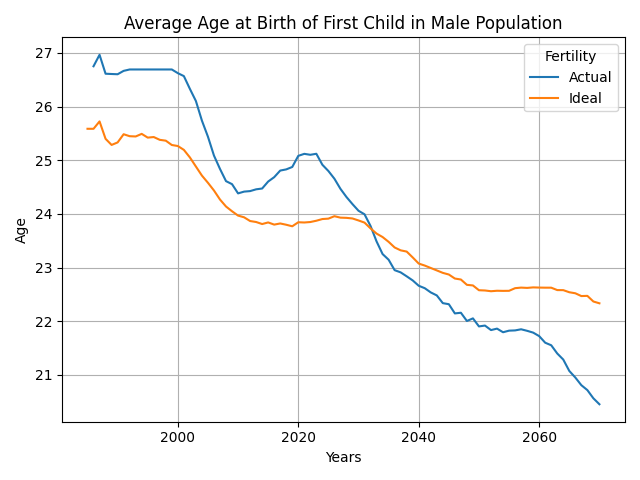 Average Age at Birth of First Child in Male Population
Fertility
Actual
Ideal
27
26
25
24
23
22
21
Age
2000 2020 2040 2060
Years